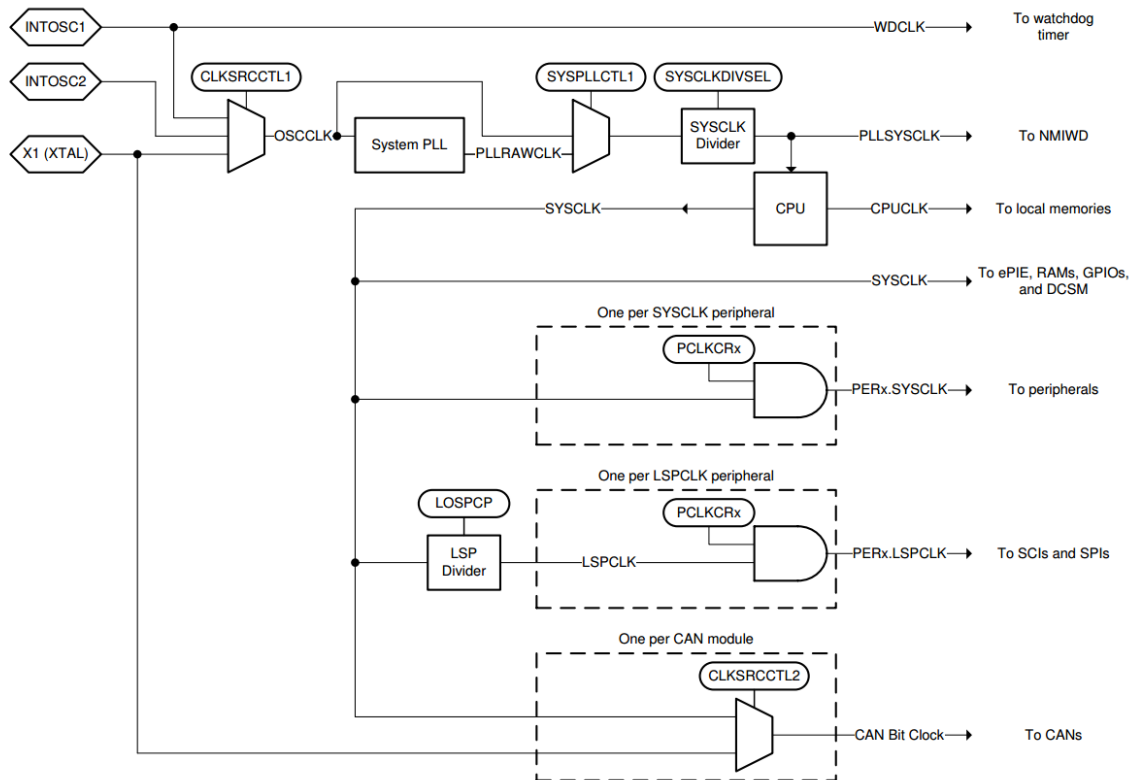 INTOSC1
WDCLK
To watchdog
timer
INTOSC2
CLKSRCCTL1
SYSPLLCTL1
SYSCLKDIVSEL
X1 (XTAL)
OSCCLK
System PLL
PLLRAWCLK
SYSCLK
Divider
PLLSYSCLK
To NMIWD
SYSCLK
CPU
CPUCLK
To local memories
SYSCLK
To ePIE, RAMs, GPIOs,
and DCSM
One per SYSCLK peripheral
PCLKCRx
PERx.SYSCLK
To peripherals
One per LSPCLK peripheral
LOSPCP
PCLKCRx
LSP
Divider
LSPCLK
PERx.LSPCLK
To SCIs and SPIs
One per CAN module
CLKSRCCTL2
CAN Bit Clock
To CANs